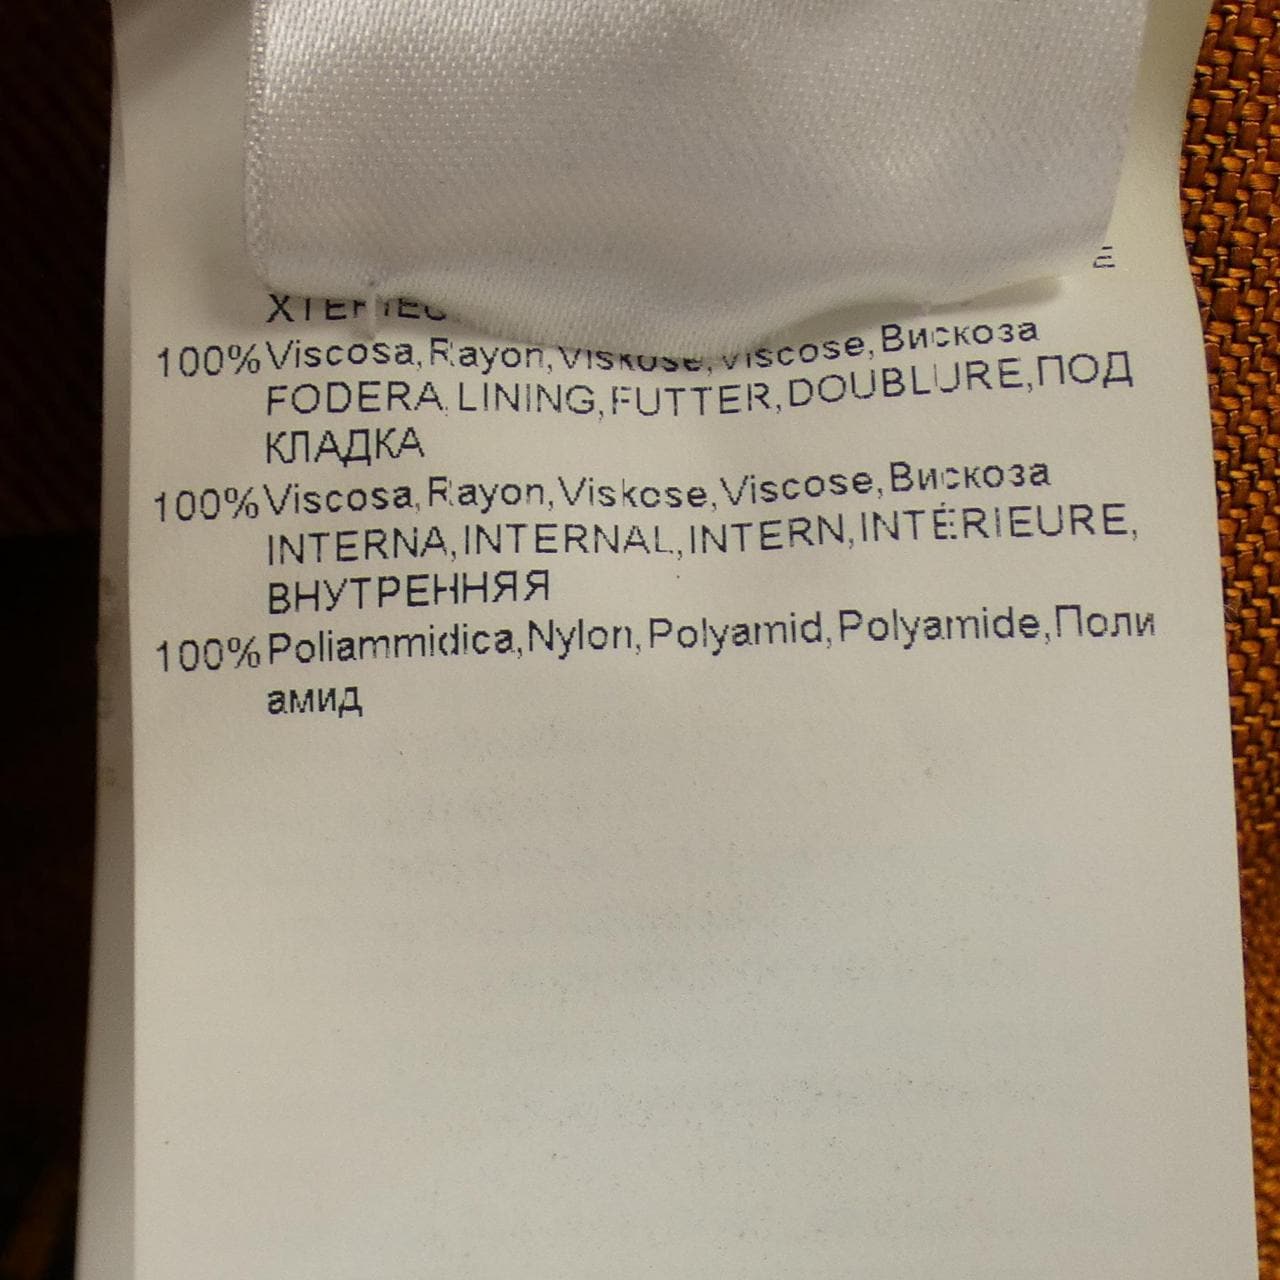 100% Viscosa, Rayon, Viskose, Viscose, Вискоза
FODERA, LINING, FUTTER, DOUBLURE, ПОД
КЛАДКА
100% Viscosa, Rayon, Viskose, Viscose, Вискоза
INTERNA, INTERNAL, INTERN, INTÉRIEURE,
ВНУТРЕННЯЯ
100% Poliammidica, Nylon, Polyamid, Polyamide, Поли
амид